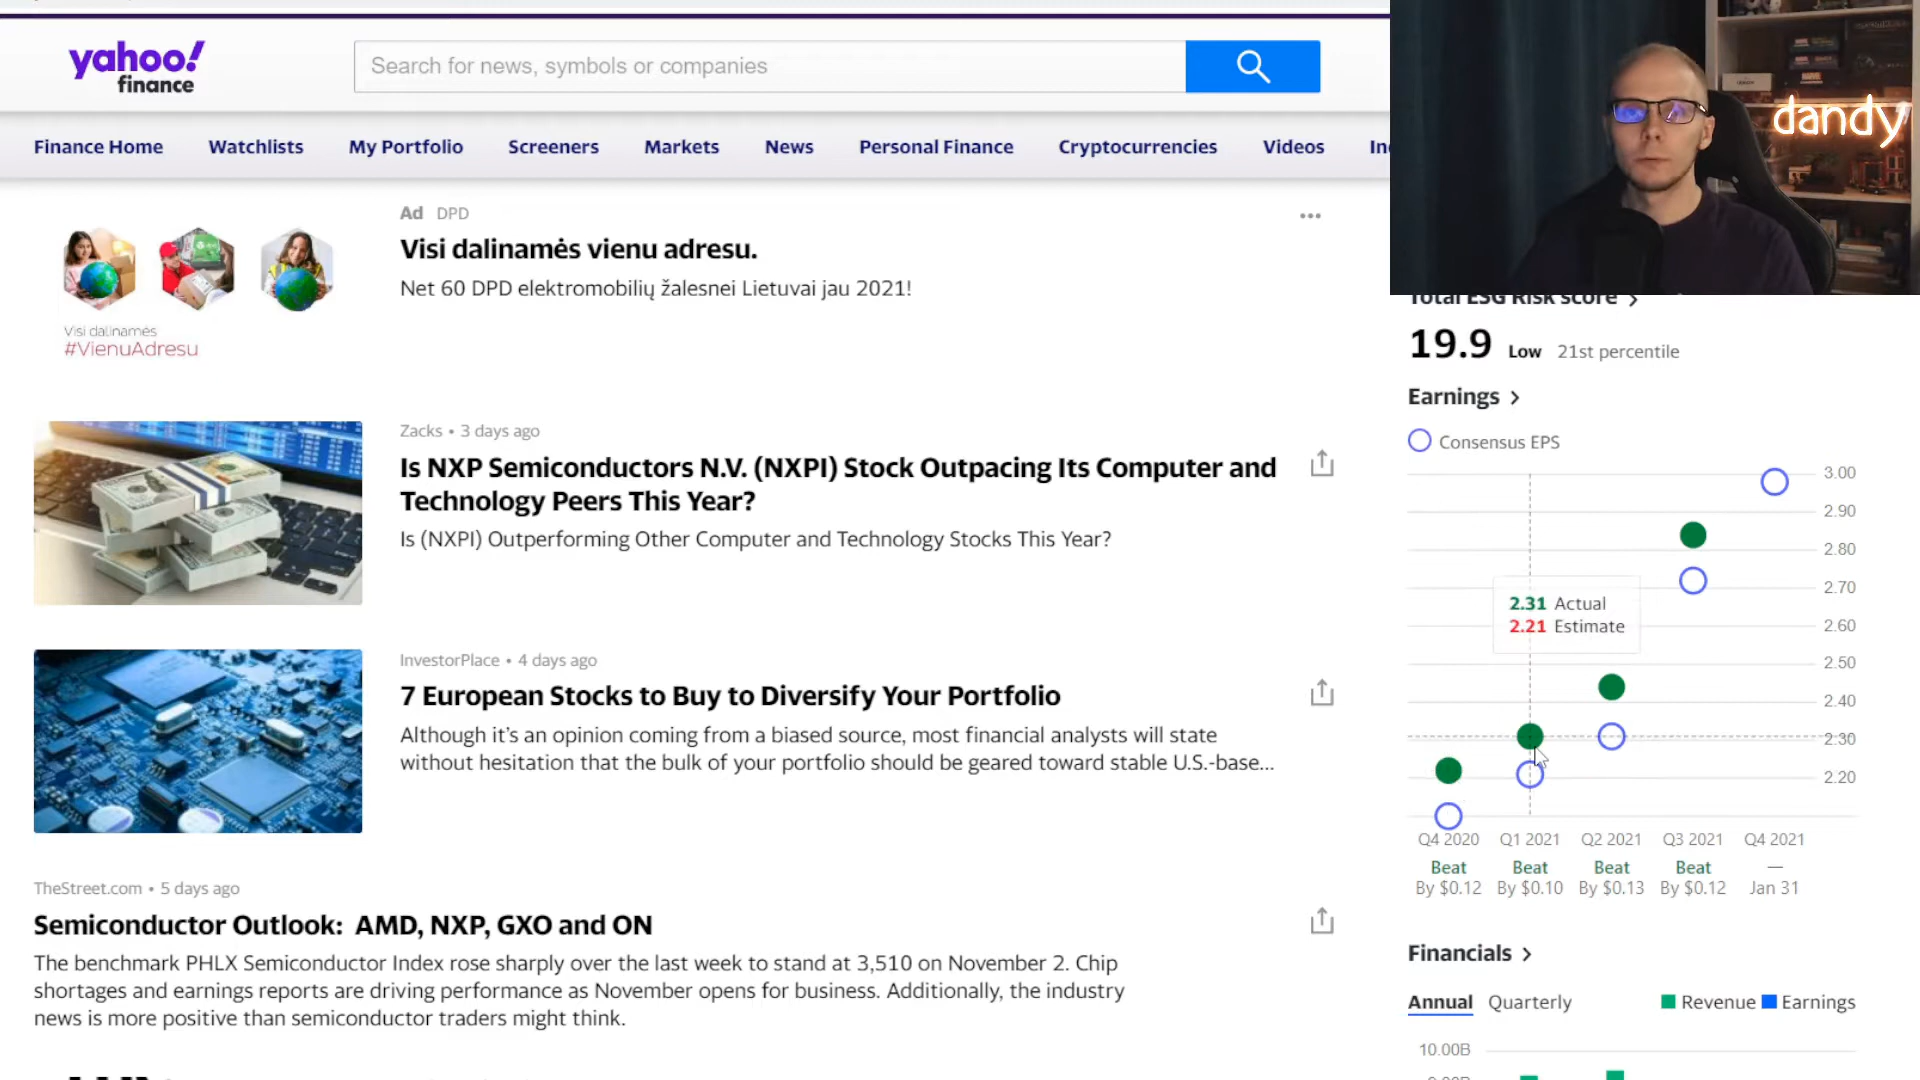 yahoo!
finance
Search for news, symbols or companies
Finance Home Watchlists My Portfolio Screeners Markets News Personal Finance Cryptocurrencies Videos
dandy
Ad DPD
Visi dalinamės vienu adresu.
Net 60 DPD elektromobilių žalesnei Lietuvai jau 2021!
Visi dalinamės
#VienuAdresu
Zacks • 3 days ago
Is NXP Semiconductors N.V. (NXPI) Stock Outpacing Its Computer and
Technology Peers This Year?
Is (NXPI) Outperforming Other Computer and Technology Stocks This Year?
InvestorPlace • 4 days ago
7 European Stocks to Buy to Diversify Your Portfolio
Although it's an opinion coming from a biased source, most financial analysts will state
without hesitation that the bulk of your portfolio should be geared toward stable U.S.-base...
TheStreet.com • 5 days ago
Semiconductor Outlook: AMD, NXP, GXO and ON
The benchmark PHLX Semiconductor Index rose sharply over the last week to stand at 3,510 on November 2. Chip
shortages and earnings reports are driving performance as November opens for business. Additionally, the industry
news is more positive than semiconductor traders might think.
Total ESG Risk score
19.9 Low 21st percentile
Earnings
Consensus EPS
3.00
2.90
2.80
2.70
2.60
2.50
2.40
2.30
2.20
2.31 Actual
2.21 Estimate
Q4 2020 Q1 2021 Q2 2021 Q3 2021 Q4 2021
Beat Beat Beat Beat —
By $0.12 By $0.10 By $0.13 By $0.12 Jan 31
Financials
Annual Quarterly Revenue Earnings
10.00B